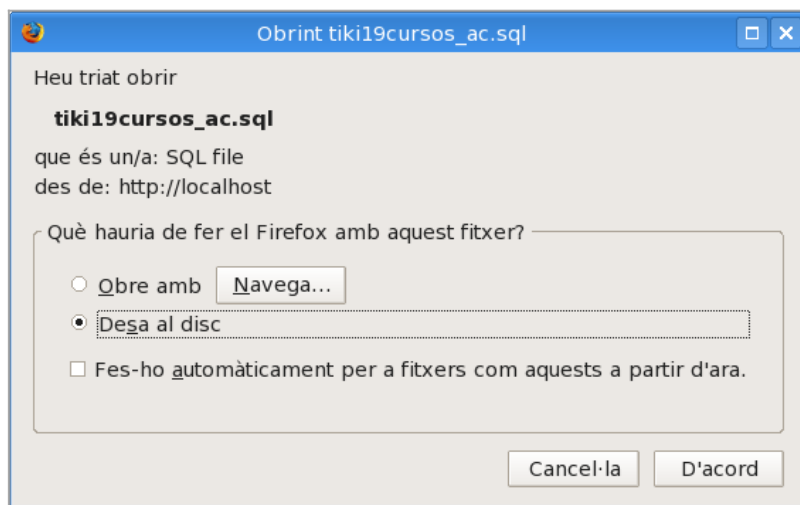 Obrint tiki19cursos_ac.sql
Heu triat obrir
tiki19cursos_ac.sql
que és un/a: SQL file
des de: http://localhost
Què hauria de fer el Firefox amb aquest fitxer?
Obre amb Navega...
Desa al disc
Fes-ho automàticament per a fitxers com aquests a partir d'ara.
Cancel·la D'acord